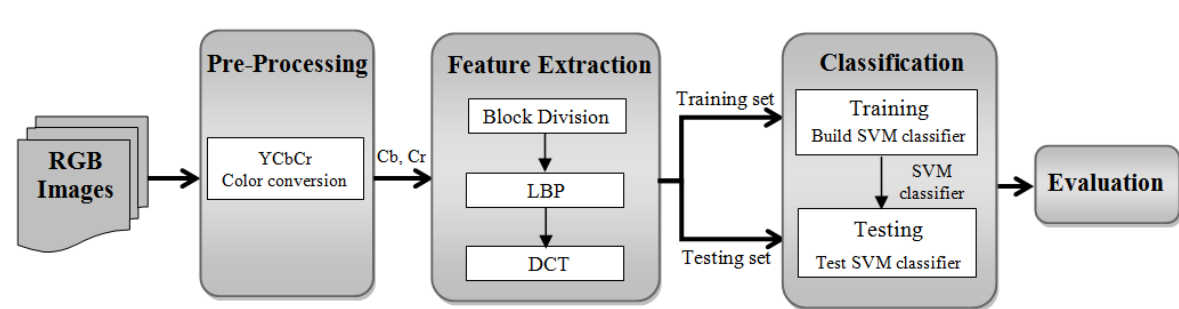 RGB
Images
Pre-Processing
YCbCr
Color conversion
Cb, Cr
Feature Extraction
Block Division
LBP
DCT
Training set
Testing set
Classification
Training
Build SVM classifier
SVM
classifier
Testing
Test SVM classifier
Evaluation